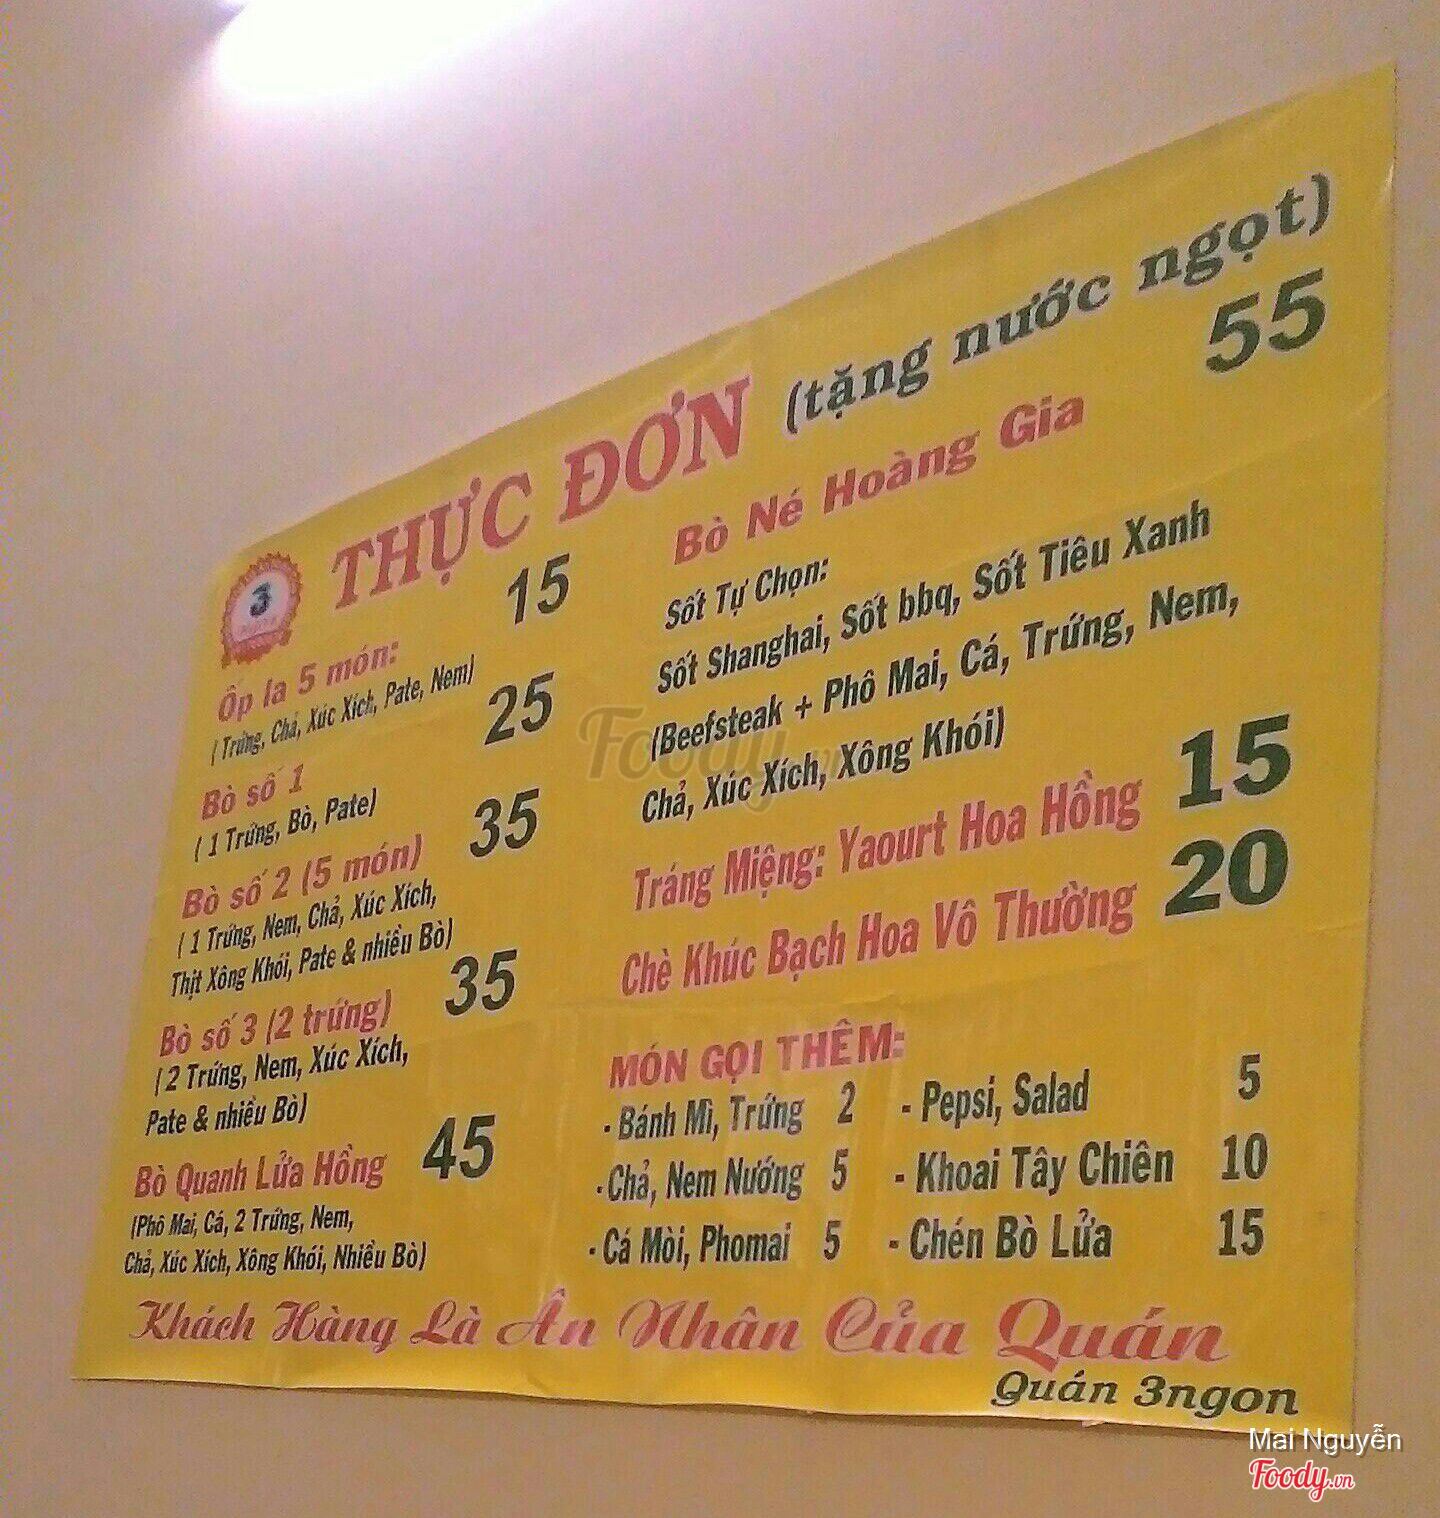 THỰC ĐƠN (tặng nước ngọt)
3
Ốp la 5 món: 15
( Trứng, Chả, Xúc Xích, Pate, Nem)
Bò số 1 25
( 1 Trứng, Bò, Pate)
Bò số 2 (5 món) 35
( 1 Trứng, Nem, Chả, Xúc Xích,
Thịt Xông Khói, Pate & nhiều Bò)
Bò số 3 (2 trứng) 35
( 2 Trứng, Nem, Xúc Xích,
Pate & nhiều Bò)
Bò Quanh Lửa Hồng 45
(Phô Mai, Cá, 2 Trứng, Nem,
Chả, Xúc Xích, Xông Khói, Nhiều Bò)
Bò Né Hoàng Gia 55
Sốt Tự Chọn:
Sốt Shanghai, Sốt bbq, Sốt Tiêu Xanh
(Beefsteak + Phô Mai, Cá, Trứng, Nem,
Chả, Xúc Xích, Xông Khói)
Tráng Miệng: Yaourt Hoa Hồng 15
Chè Khúc Bạch Hoa Vô Thường 20
MÓN GỌI THÊM:
- Bánh Mì, Trứng 2 - Pepsi, Salad 5
- Chả, Nem Nướng 5 - Khoai Tây Chiên 10
- Cá Mòi, Phomai 5 - Chén Bò Lửa 15
Khách Hàng Là Ân Nhân Của Quán
Quán 3ngon
Foody.vn
Mai Nguyễn
Foody.vn